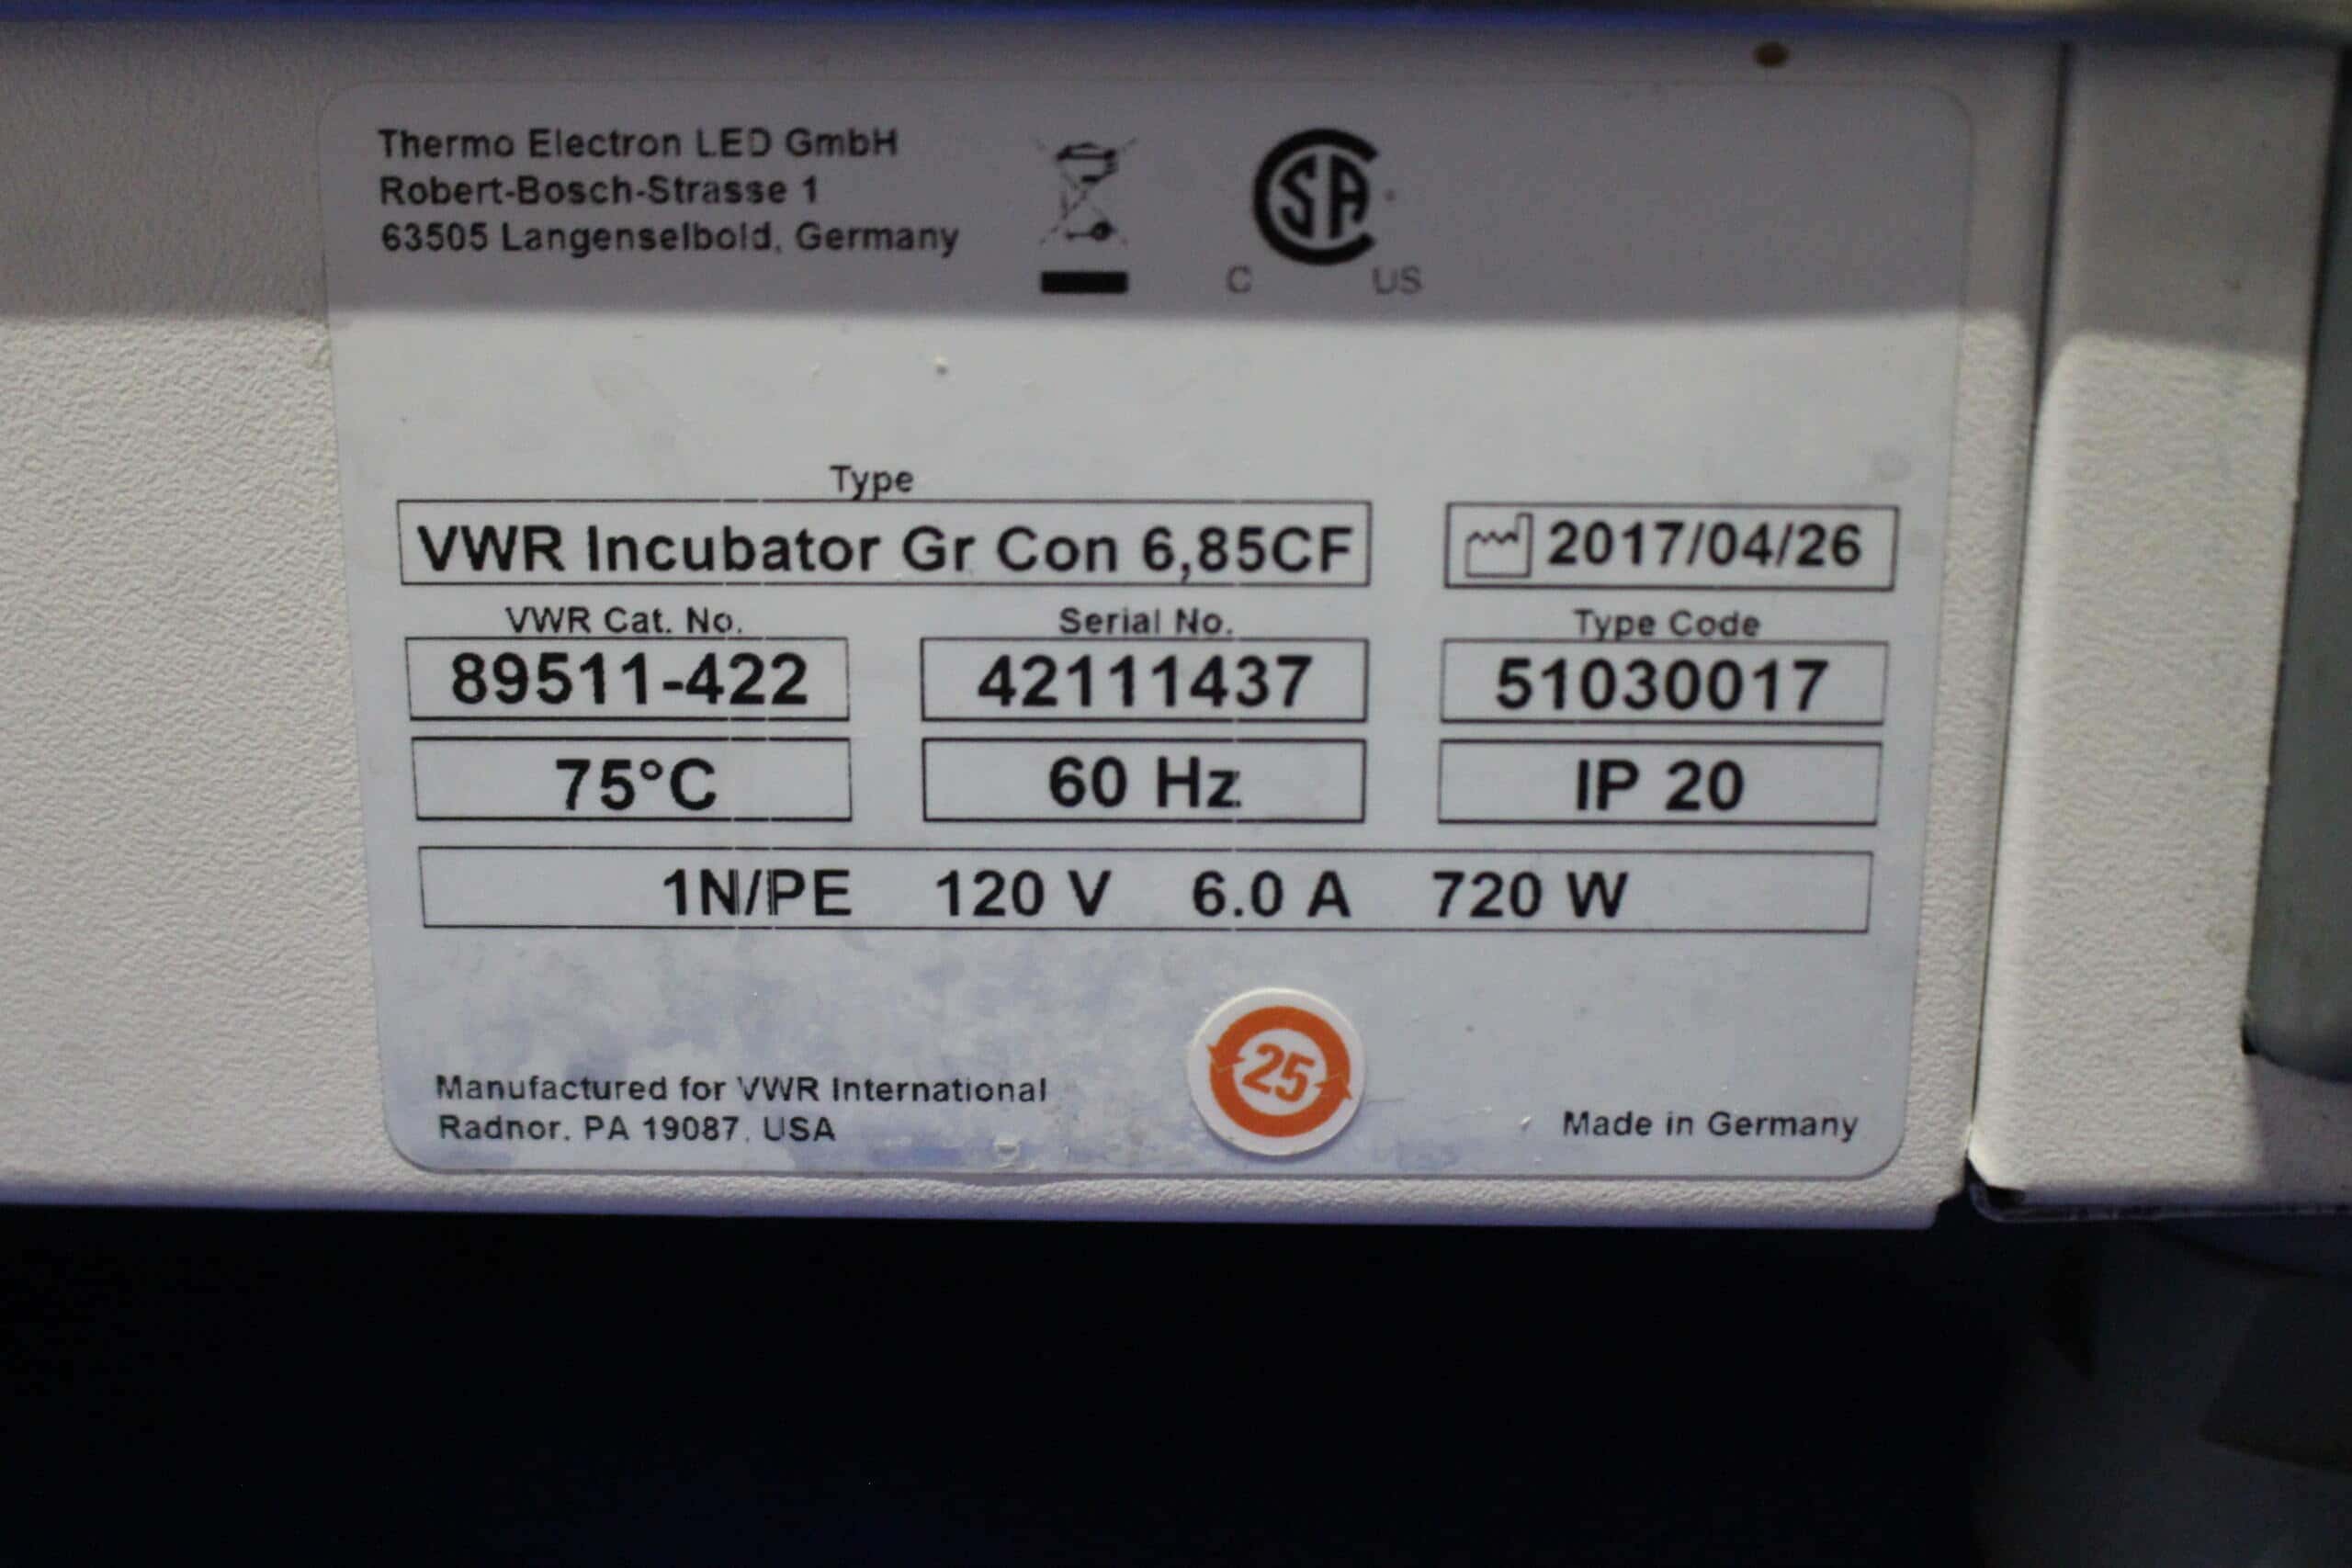 Thermo Electron LED GmbH
Robert-Bosch-Strasse 1
63505 Langenselbold, Germany
SA
C US
Type
VWR Incubator Gr Con 6,85CF
2017/04/26
VWR Cat. No. Serial No. Type Code
89511-422 42111437 51030017
75°C 60 Hz IP 20
1N/PE 120 V 6.0 A 720 W
25
Manufactured for VWR International
Radnor, PA 19087, USA
Made in Germany